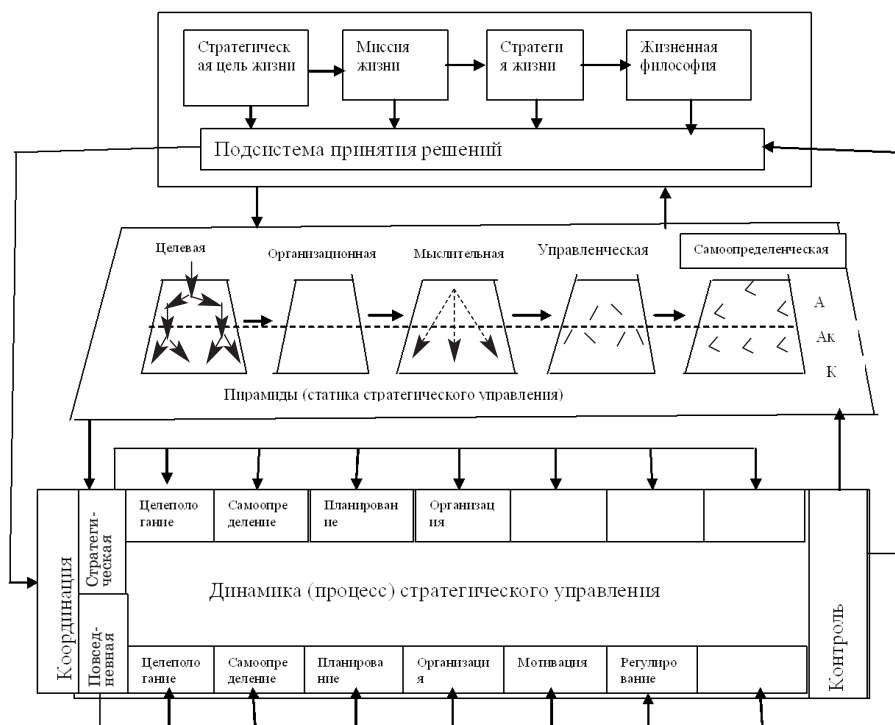 Стратегическ
ая цель жизни
Миссия
жизни
Стратеги
я жизни
Жизненная
философия
Подсистема принятия решений
Целевая
Организационная
Мыслительная
Управленческая
Самоопределенческая
А
Ак
К
Пирамиды (статика стратегического управления)
Координация
Стратеги-
ческая
Повсед-
невная
Целеполо
гание
Самоопре
деление
Планирован
ие
Организац
ия
Динамика (процесс) стратегического управления
Целеполо
гание
Самоопре
деление
Планирова
ние
Организаци
я
Мотивация
Регулиро
вание
Контроль